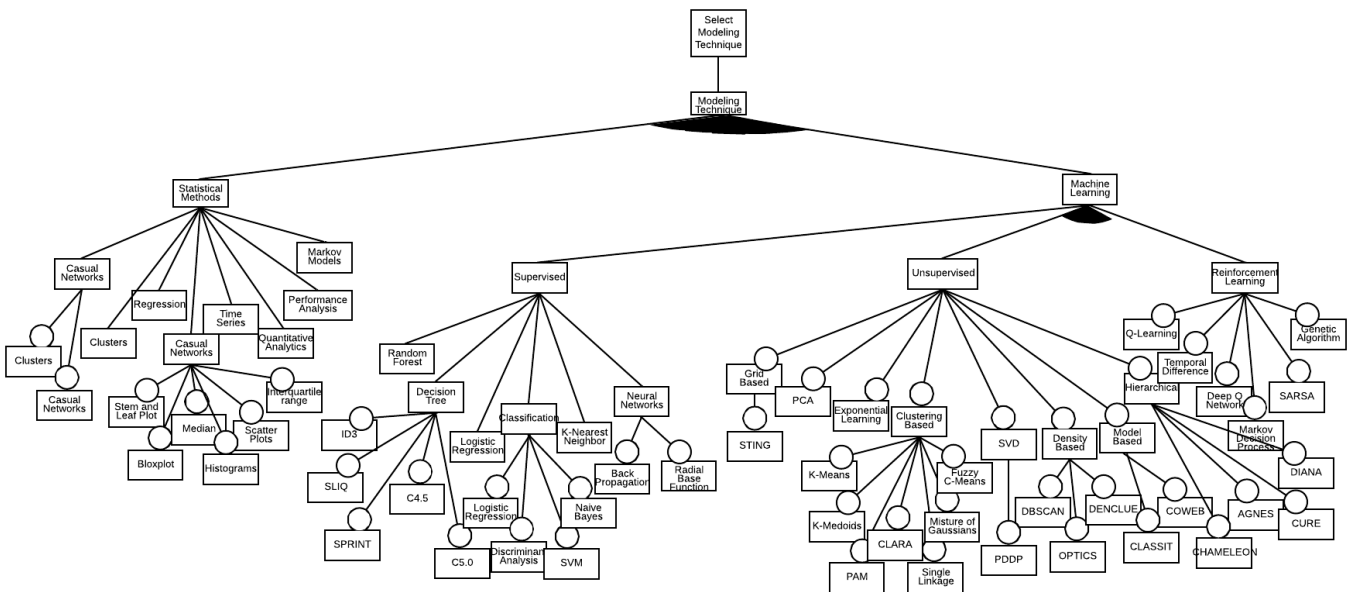 Select
Modeling
Technique
Modeling
Technique
Statistical
Methods
Machine
Learning
Casual
Networks
Markov
Models
Supervised
Unsupervised
Reinforcement
Learning
Regression
Time
Series
Performance
Analysis
Clusters
Clusters
Casual
Networks
Quantitative
Analytics
Casual
Networks
Stem and
Leaf Plot
Median
Scatter
Plots
Interquartile
range
Bloxplot
Histograms
Random
Forest
Decision
Tree
Logistic
Regression
Classification
K-Nearest
Neighbor
Neural
Networks
ID3
SLIQ
SPRINT
C4.5
C5.0
Logistic
Regression
Discriminan
Analysis
SVM
Naive
Bayes
Back
Propagation
Radial
Base
Function
Grid
Based
STING
PCA
Exponential
Learning
Clustering
Based
SVD
Density
Based
Model
Based
Hierarchical
K-Means
K-Medoids
PAM
CLARA
Single
Linkage
Mixture of
Gaussians
Fuzzy
C-Means
PDDP
DBSCAN
OPTICS
DENCLUE
COWEB
CLASSIT
CHAMELEON
AGNES
CURE
DIANA
Q-Learning
Temporal
Difference
Deep Q
Network
Markov
Decision
Process
SARSA
Genetic
Algorithm